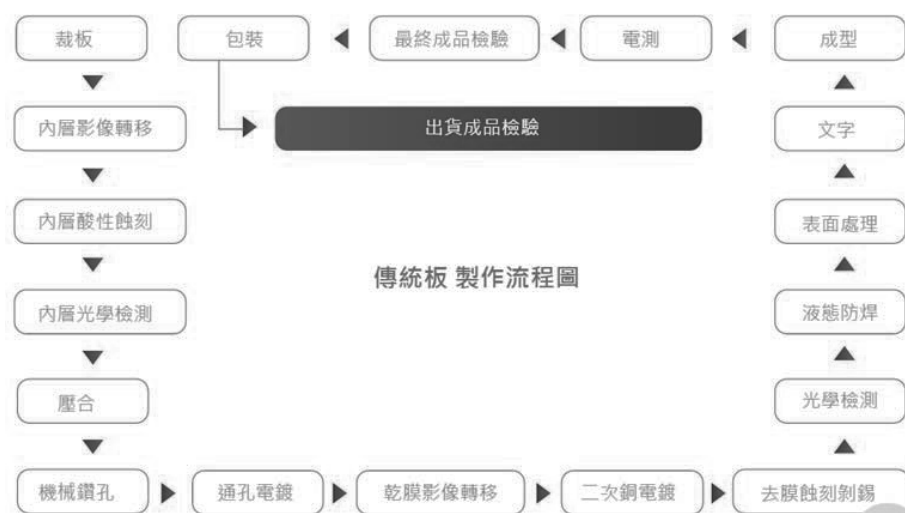 裁板
包裝
最終成品檢驗
電測
成型
內層影像轉移
出貨成品檢驗
文字
內層酸性蝕刻
表面處理
傳統板 製作流程圖
內層光學檢測
液態防焊
壓合
光學檢測
機械鑽孔
通孔電鍍
乾膜影像轉移
二次銅電鍍
去膜蝕刻剝錫